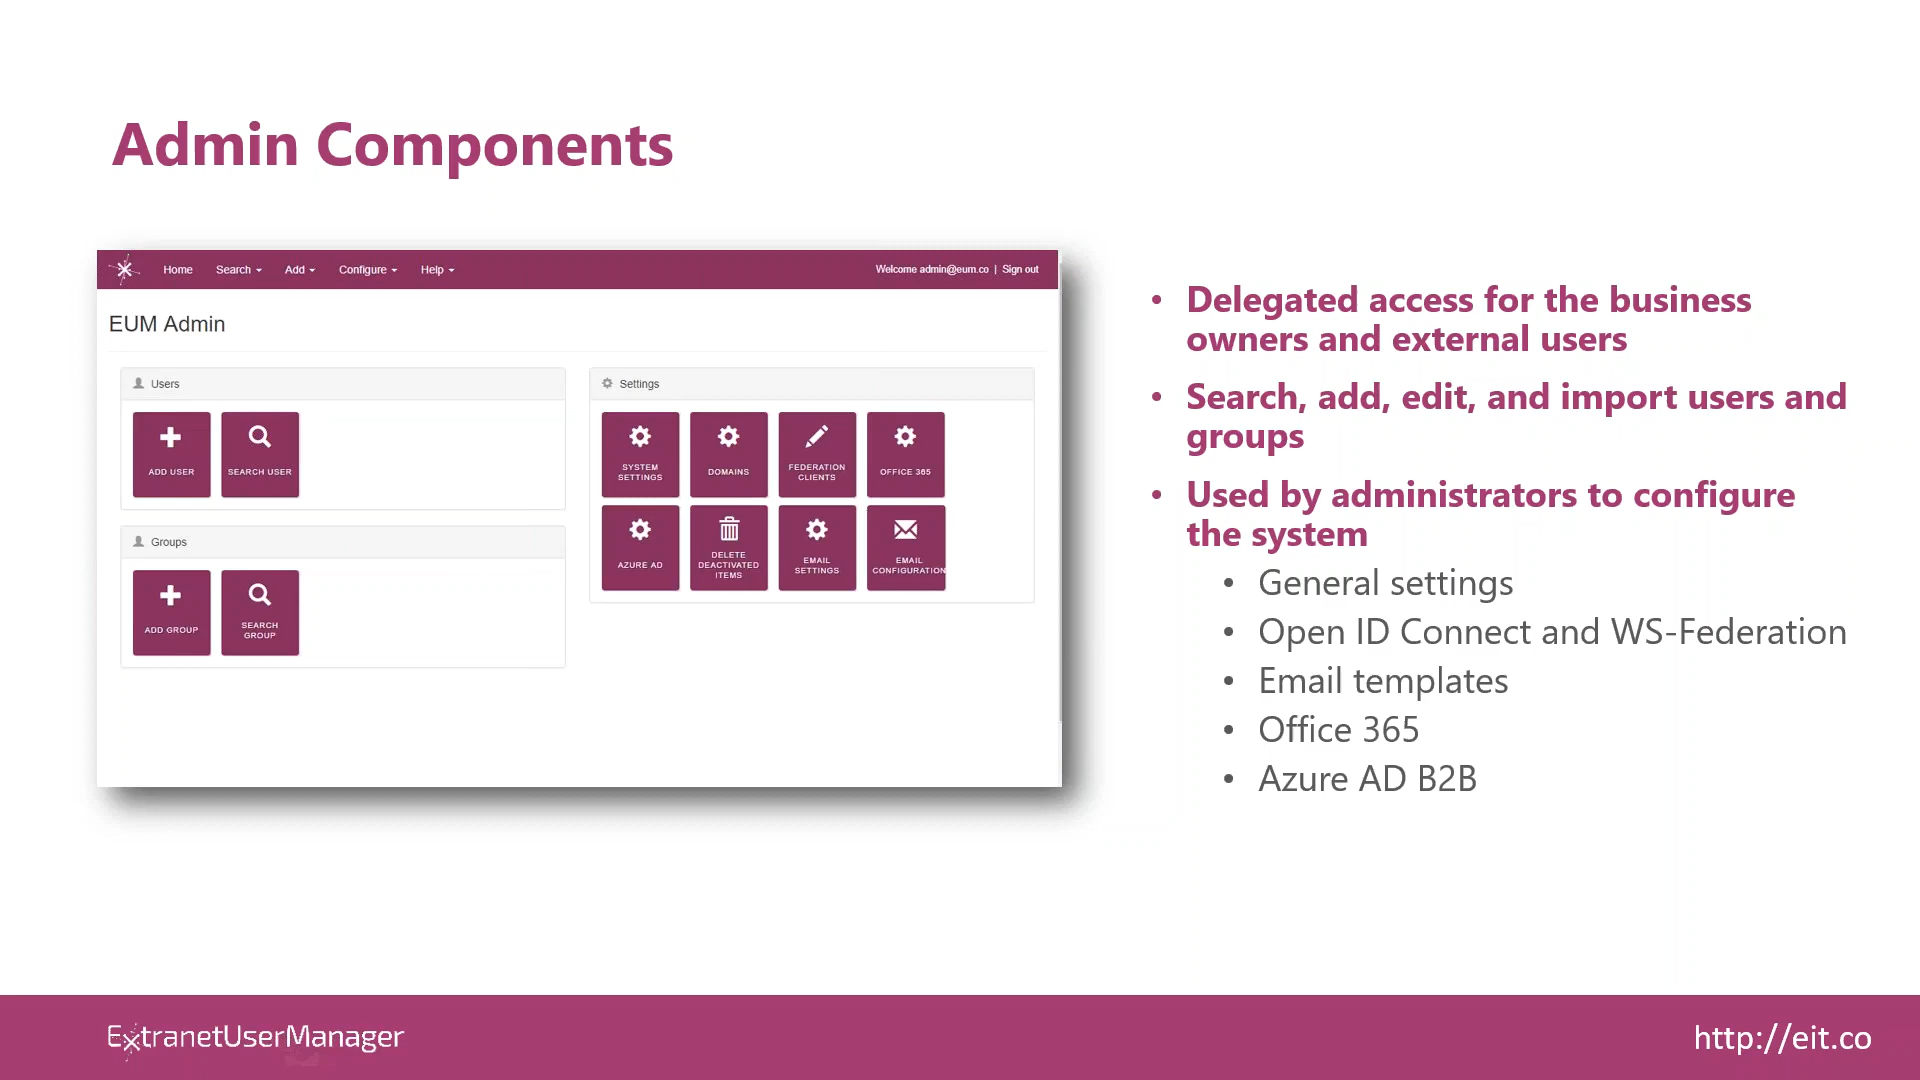 Admin Components
Home Search Add Configure Help Welcome admin@eum.co | Sign out
EUM Admin
Users
ADD USER
SEARCH USER
Groups
ADD GROUP
SEARCH
GROUP
Settings
SYSTEM
SETTINGS
DOMAINS
FEDERATION
CLIENTS
OFFICE 365
AZURE AD
DELETE
DEACTIVATED
ITEMS
EMAIL
SETTINGS
EMAIL
CONFIGURATION
• Delegated access for the business
owners and external users
• Search, add, edit, and import users and
groups
• Used by administrators to configure
the system
• General settings
• Open ID Connect and WS-Federation
• Email templates
• Office 365
• Azure AD B2B
ExtranetUserManager
http://eit.co